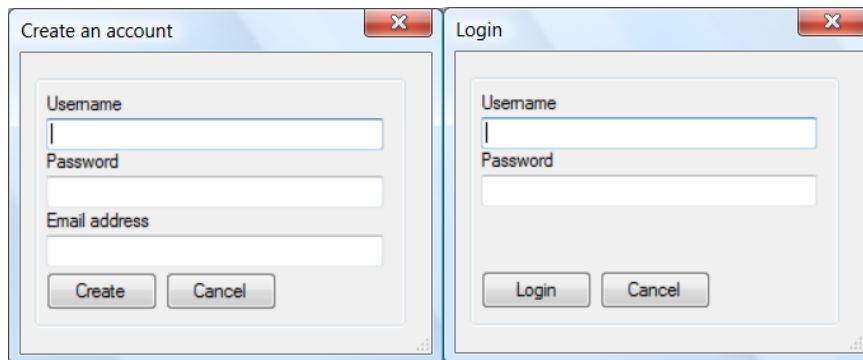 Create an account
Username
Password
Email address
Create Cancel
Login
Username
Password
Login Cancel